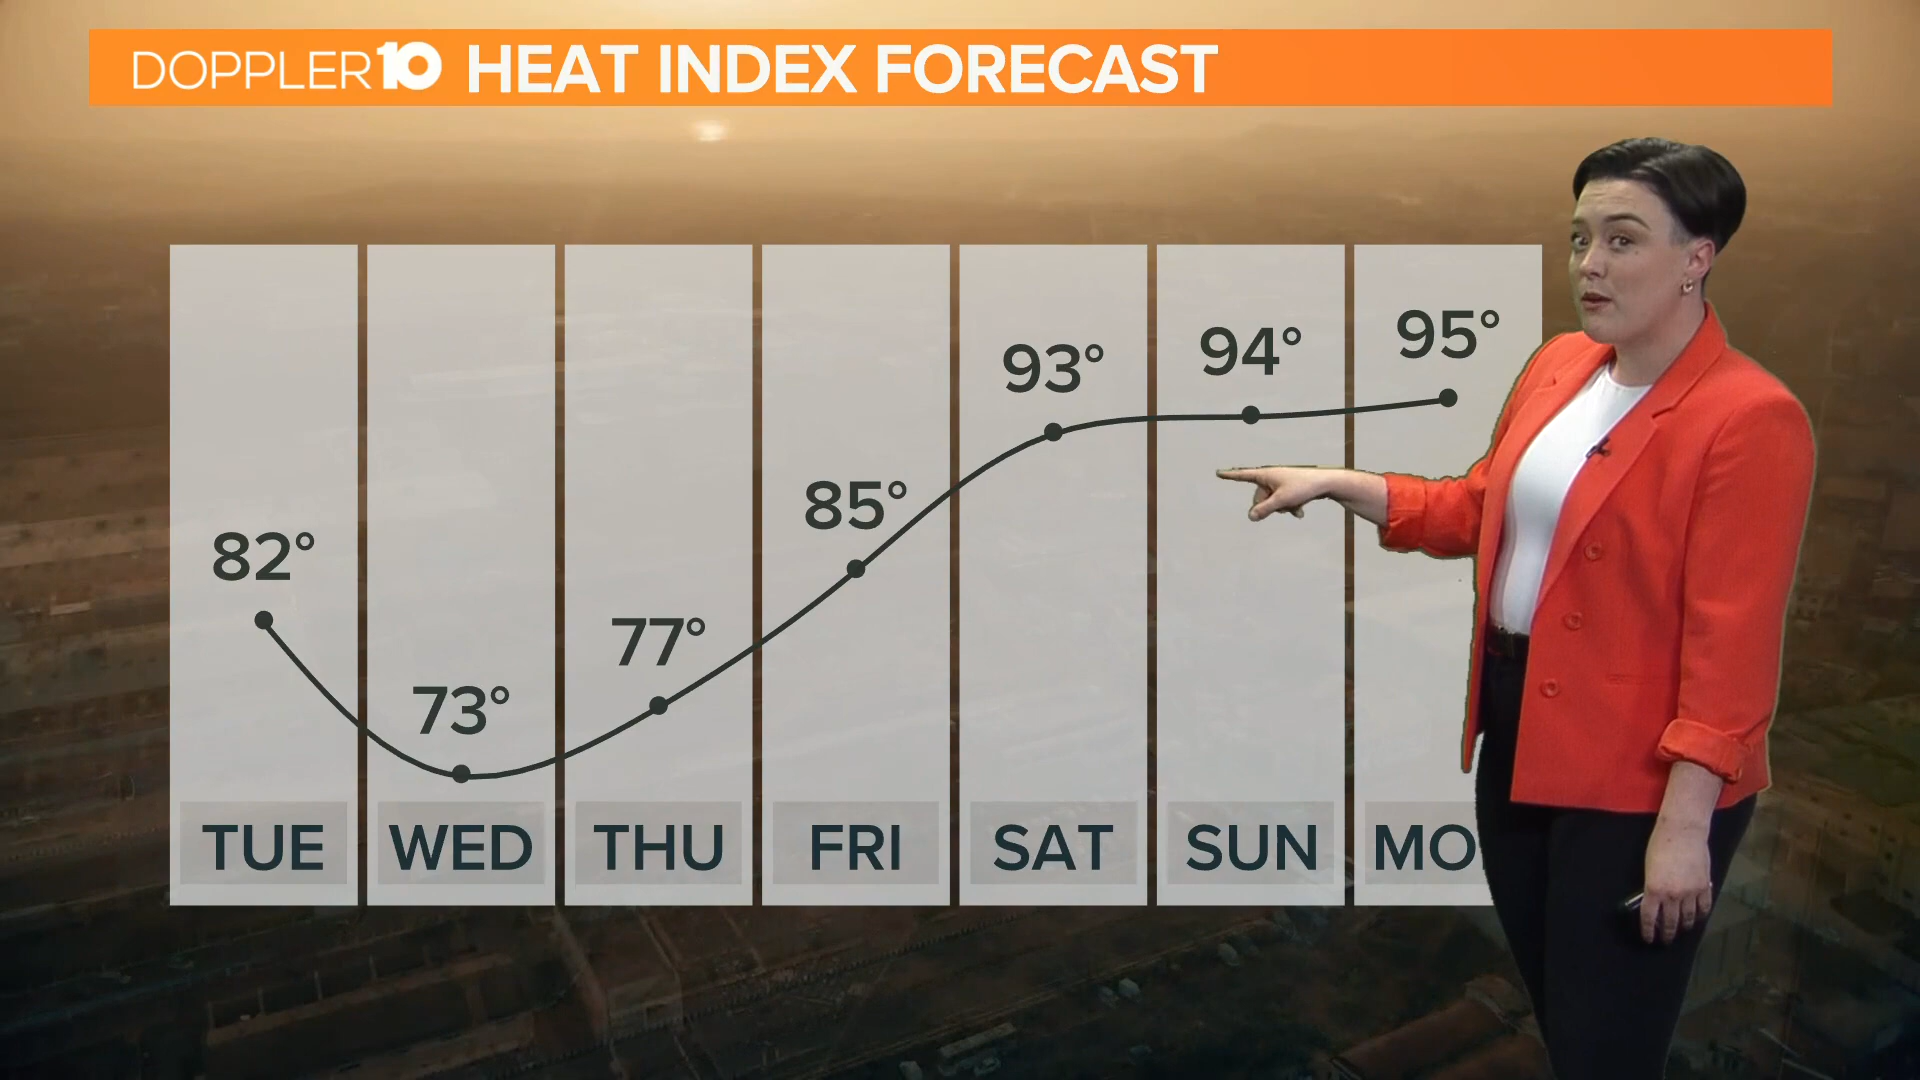 DOPPLER10 HEAT INDEX FORECAST
82° 73° 77° 85° 93° 94° 95°
TUE WED THU FRI SAT SUN MO